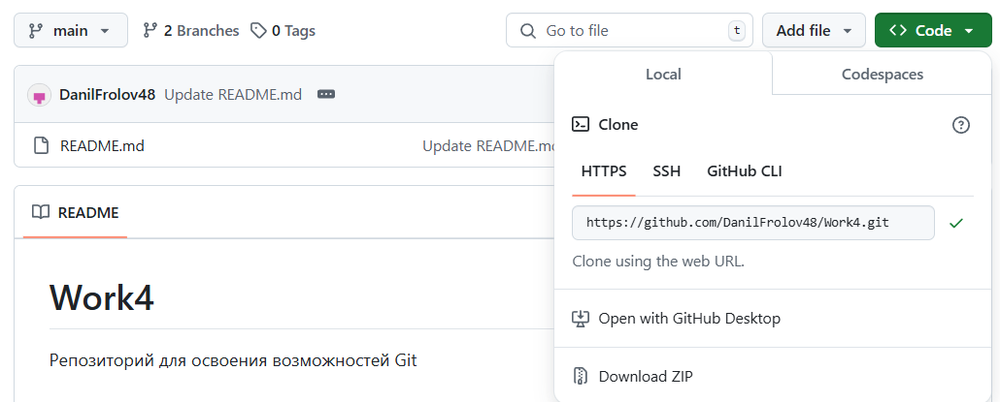 main 2 Branches 0 Tags Go to file t Add file <> Code
Local Codespaces
DanilFrolov48 Update README.md
Clone
README.md Update README.m
HTTPS SSH GitHub CLI
README
https://github.com/DanilFrolov48/Work4.git
Clone using the web URL.
Work4
Open with GitHub Desktop
Репозиторий для освоения возможностей Git
Download ZIP